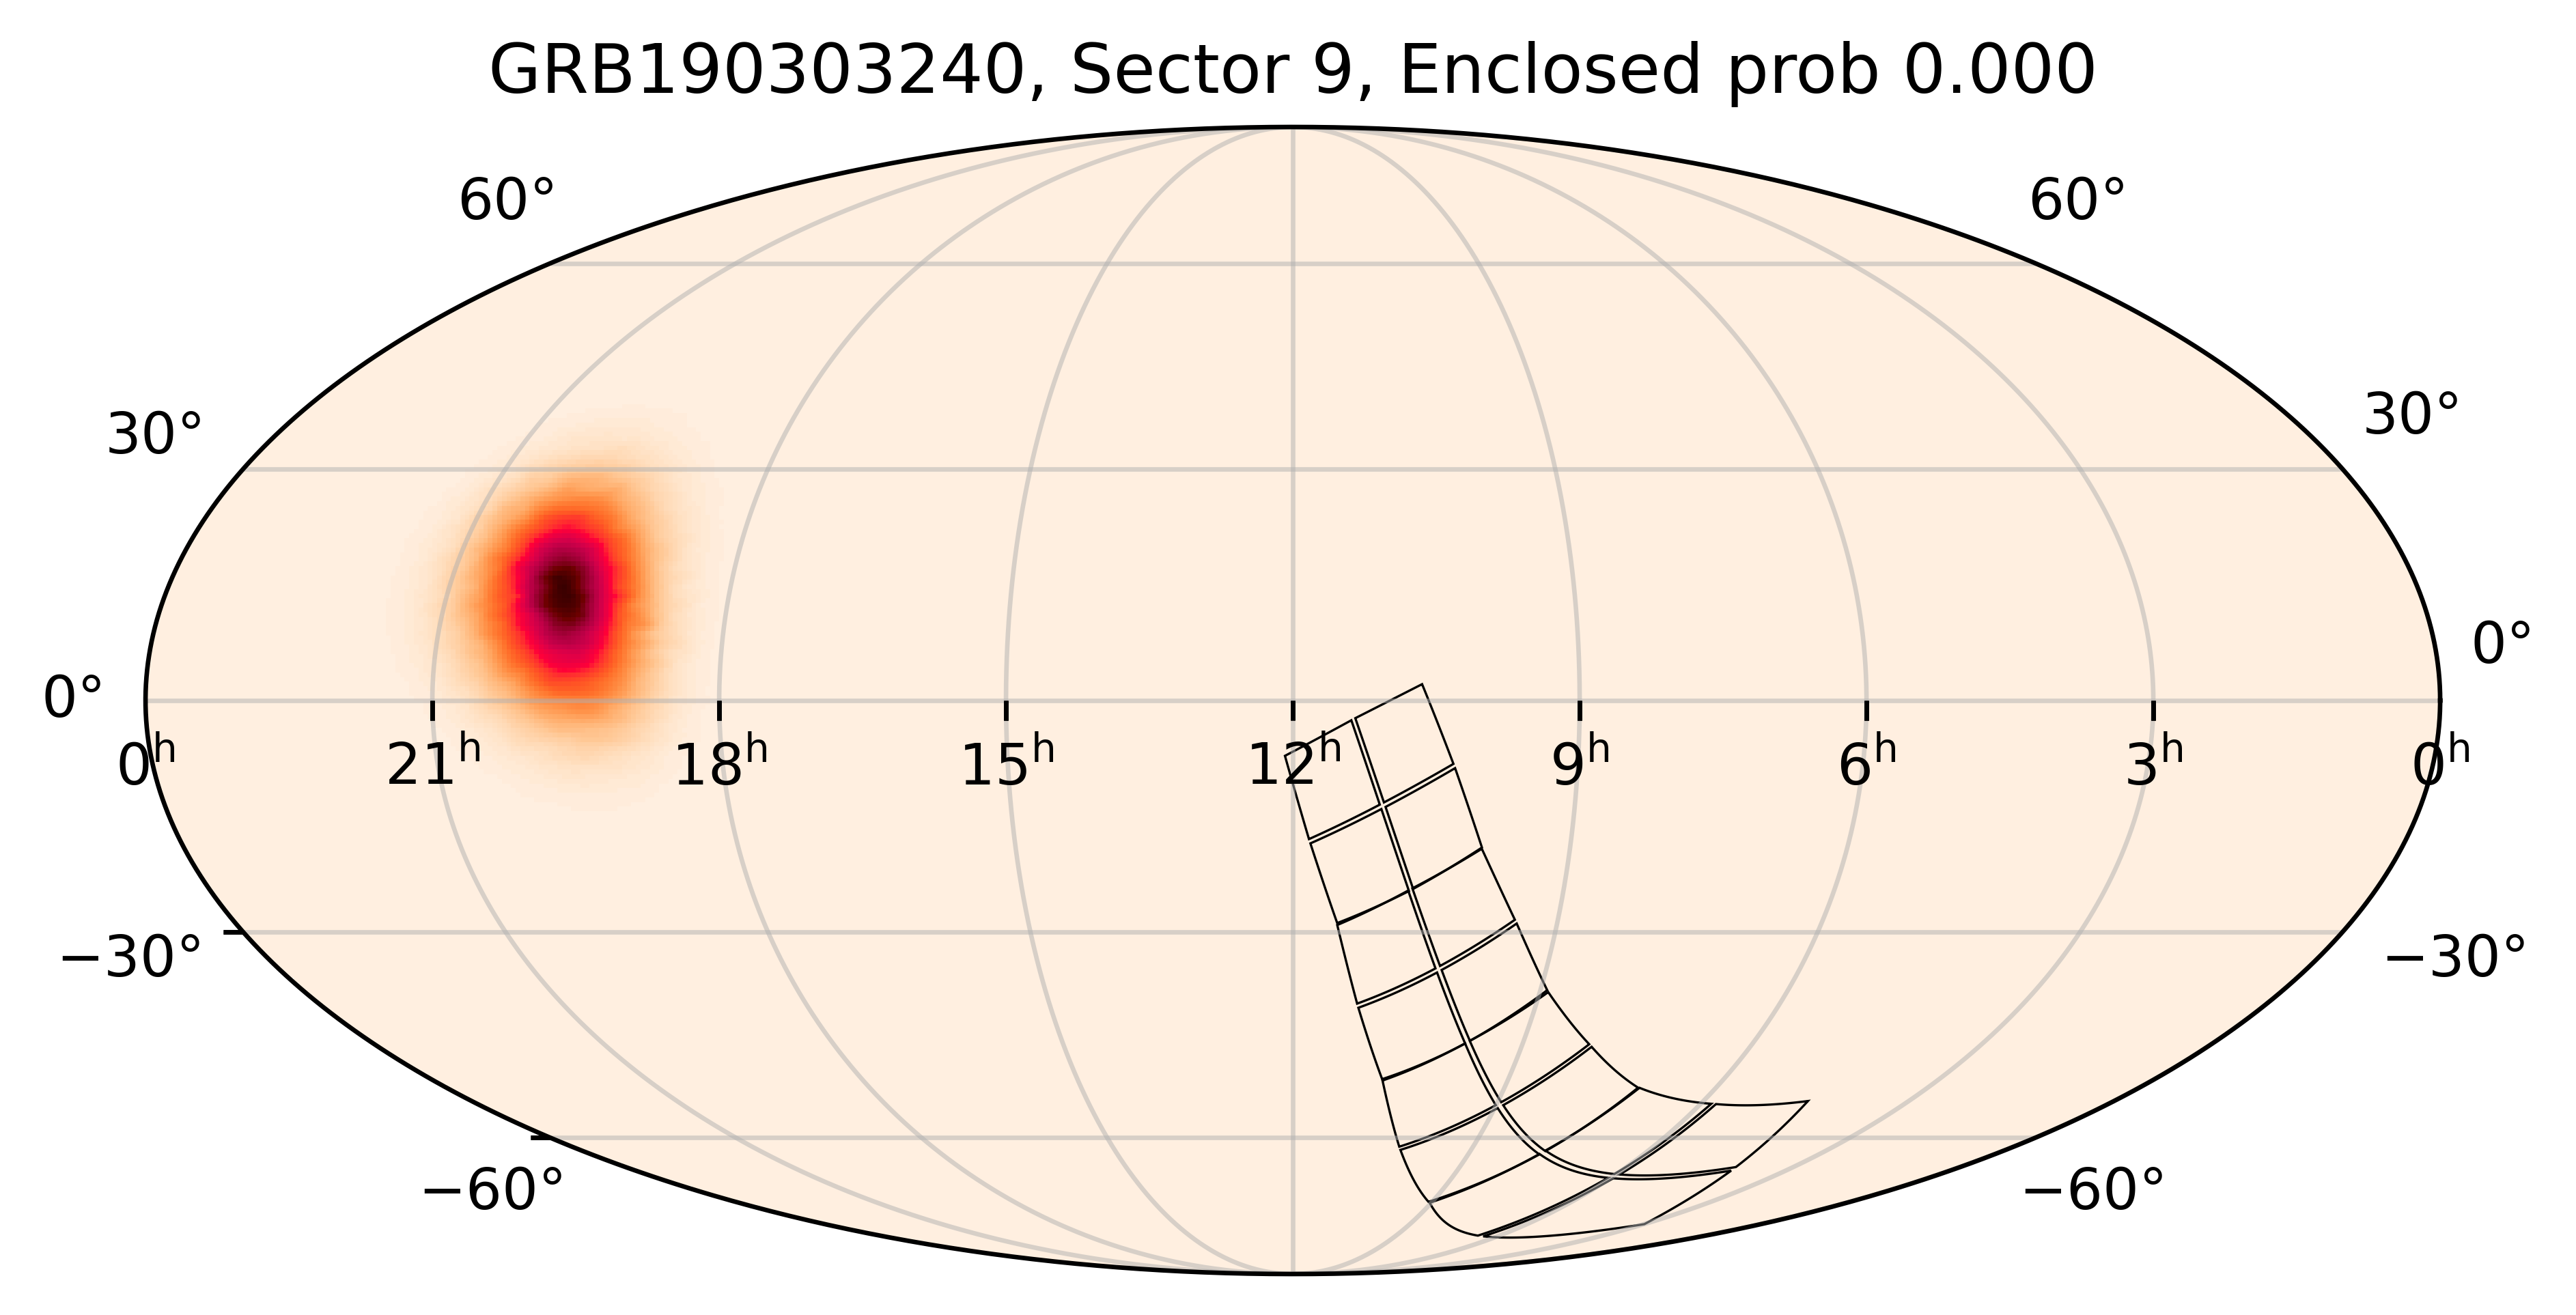 GRB190303240, Sector 9, Enclosed prob 0.000
60° 60°
30° 30°
0° 0°
0ʰ 21ʰ 18ʰ 15ʰ 12ʰ 9ʰ 6ʰ 3ʰ 0ʰ
−30° −30°
−60° −60°